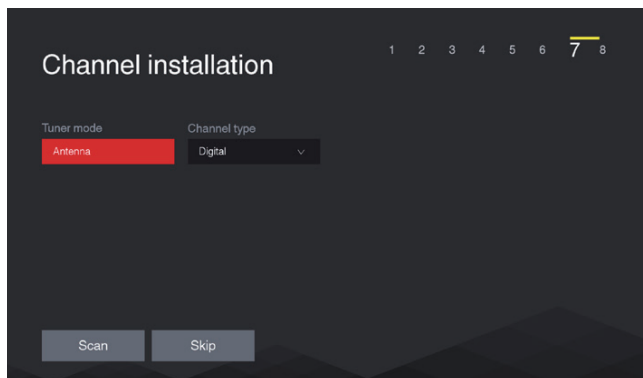 Channel installation
1 2 3 4 5 6 7 8
Tuner mode Channel type
Antenna Digital
Scan Skip